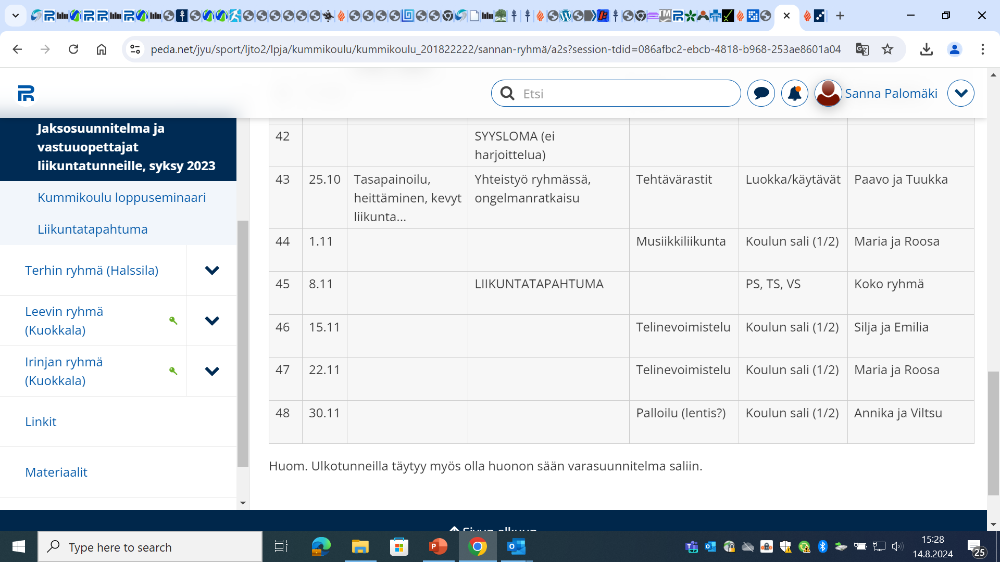 peda.net/jyu/sport/ljto2/lpja/kummikoulu/kummikoulu_201822222/sannan-ryhmä/a2s?session-tdid=086afbc2-ebcb-4818-b968-253ae8601a04
Etsi
Sanna Palomäki
Jaksosuunnitelma ja
vastuuopettajat
liikuntatunneille, syksy 2023
Kummikoulu loppuseminaari
Liikuntatapahtuma
Terhin ryhmä (Halssila)
Leevin ryhmä
(Kuokkala)
Irinjan ryhmä
(Kuokkala)
Linkit
Materiaalit
42 SYYSLOMA (ei
harjoittelua)
43 25.10 Tasapainoilu, Yhteistyö ryhmässä, Tehtävärastit Luokka/käytävät Paavo ja Tuukka
heittäminen, kevyt ongelmanratkaisu
liikunta...
44 1.11 Musiikkiliikunta Koulun sali (1/2) Maria ja Roosa
45 8.11 LIIKUNTATAPAHTUMA PS, TS, VS Koko ryhmä
46 15.11 Telinevoimistelu Koulun sali (1/2) Silja ja Emilia
47 22.11 Telinevoimistelu Koulun sali (1/2) Maria ja Roosa
48 30.11 Palloilu (lentis?) Koulun sali (1/2) Annika ja Viltsu
Huom. Ulkotunneilla täytyy myös olla huonon sään varasuunnitelma saliin.
Sivun alkuun
Type here to search
15:28
14.8.2024
25